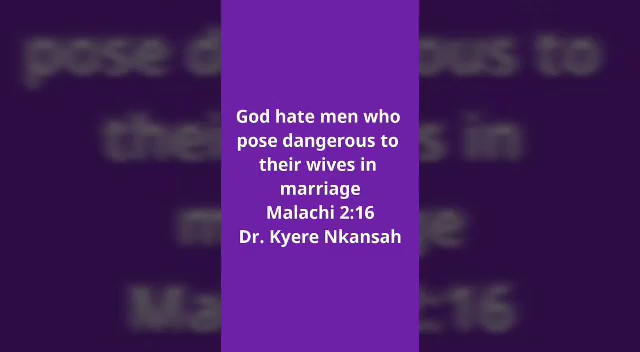 God hate men who
pose dangerous to
their wives in
marriage
Malachi 2:16
Dr. Kyere Nkansah